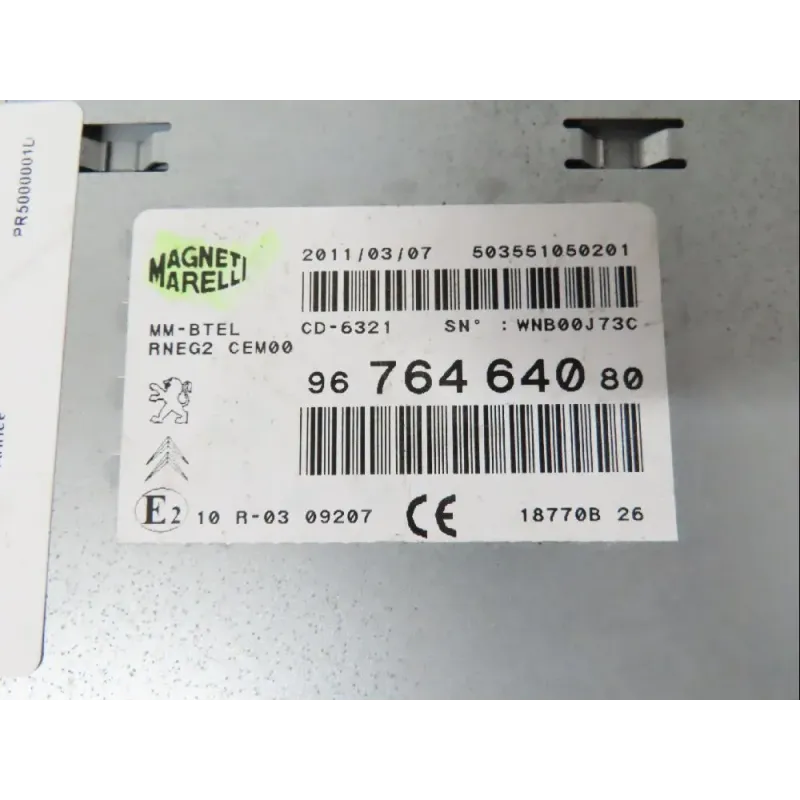 PR5000001
MAGNETI
MARELLI
2011/03/07 503551050201
MM-BTEL CD-6321 SN° : WNB00J73C
RNEG2 CEM00
96 764 640 80
E2 10 R-03 09207 CE 18770B 26